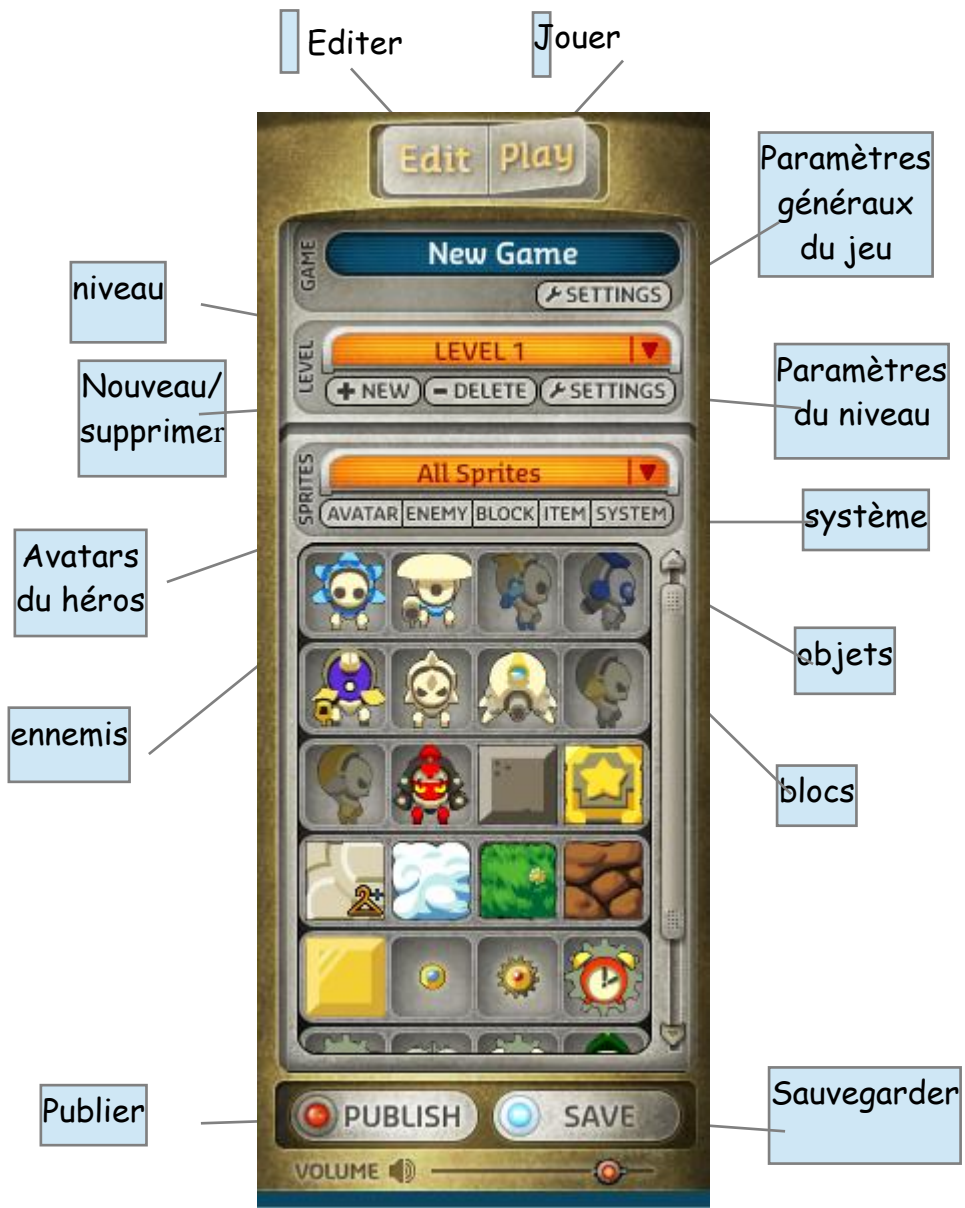 Editer
Jouer
Edit
Play
Paramètres
généraux
du jeu
GAME
New Game
SETTINGS
niveau
LEVEL
LEVEL 1
NEW
DELETE
SETTINGS
Nouveau/
supprimer
Paramètres
du niveau
SPRITES
All Sprites
AVATAR ENEMY BLOCK ITEM SYSTEM
système
Avatars
du héros
objets
ennemis
blocs
Publier
PUBLISH
SAVE
Sauvegarder
VOLUME